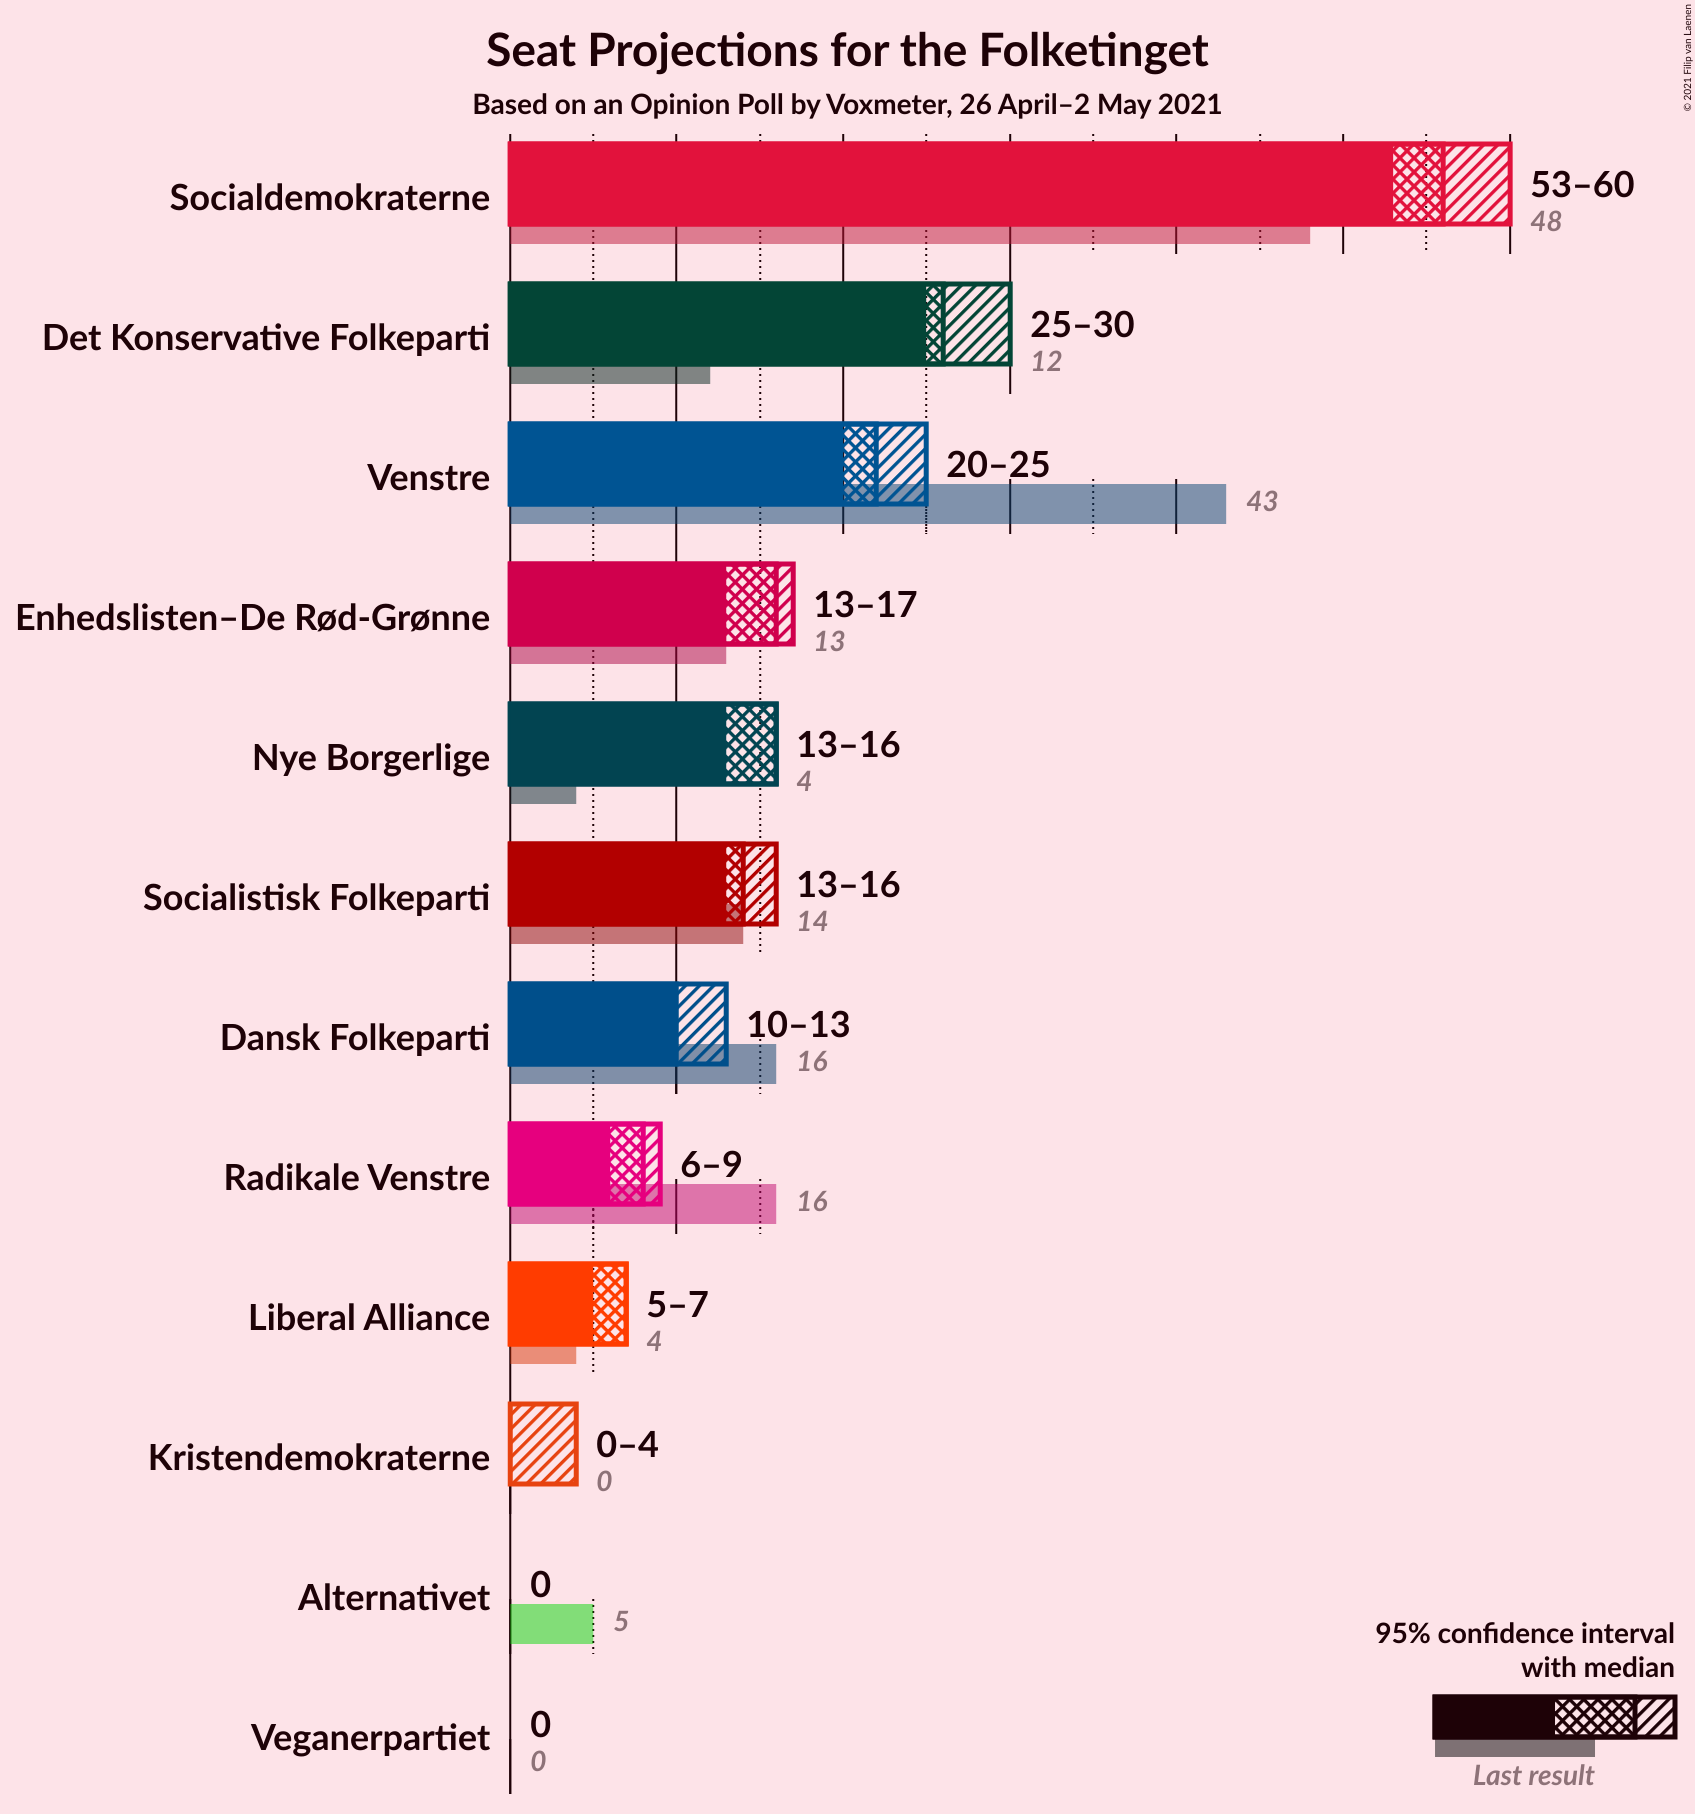 Seat Projections for the Folketinget
Based on an Opinion Poll by Voxmeter, 26 April–2 May 2021
© 2021 Filip van Laenen
Socialdemokraterne
53–60
48
Det Konservative Folkeparti
25–30
12
Venstre
20–25
43
Enhedslisten–De Rød-Grønne
13–17
13
Nye Borgerlige
13–16
4
Socialistisk Folkeparti
13–16
14
Dansk Folkeparti
10–13
16
Radikale Venstre
6–9
16
Liberal Alliance
5–7
4
Kristendemokraterne
0–4
0
Alternativet
0
5
Veganerpartiet
0
0
95% confidence interval
with median
Last result